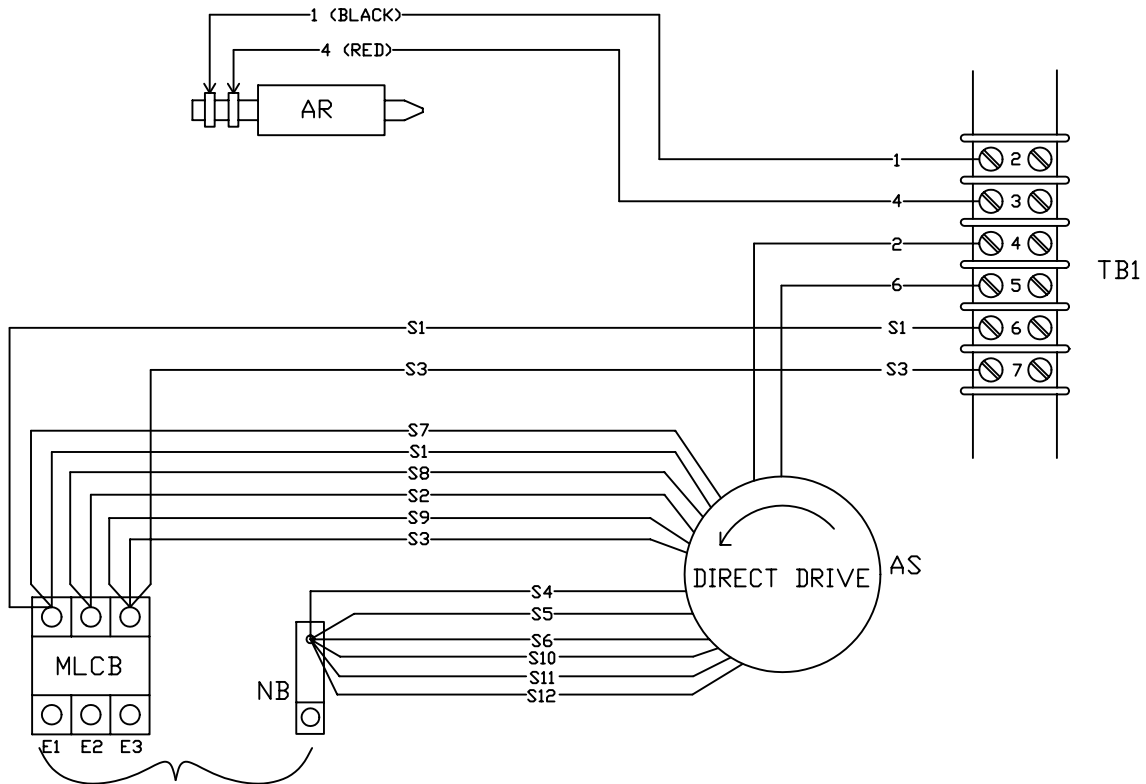 1 (BLACK)
4 (RED)
AR
1
2
4
3
2
4
TB1
6
5
S1
S1
6
S3
S3
7
S7
S1
S8
S2
S9
S3
DIRECT DRIVE
AS
S4
S5
S6
S10
S11
S12
MLCB
NB
E1 E2 E3